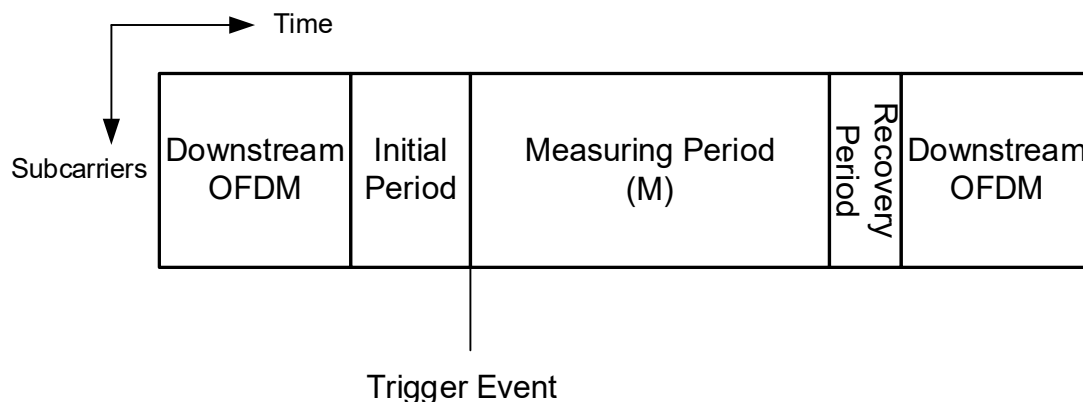 Time
Subcarriers
Downstream
OFDM
Initial
Period
Measuring Period
(M)
Recovery
Period
Downstream
OFDM
Trigger Event